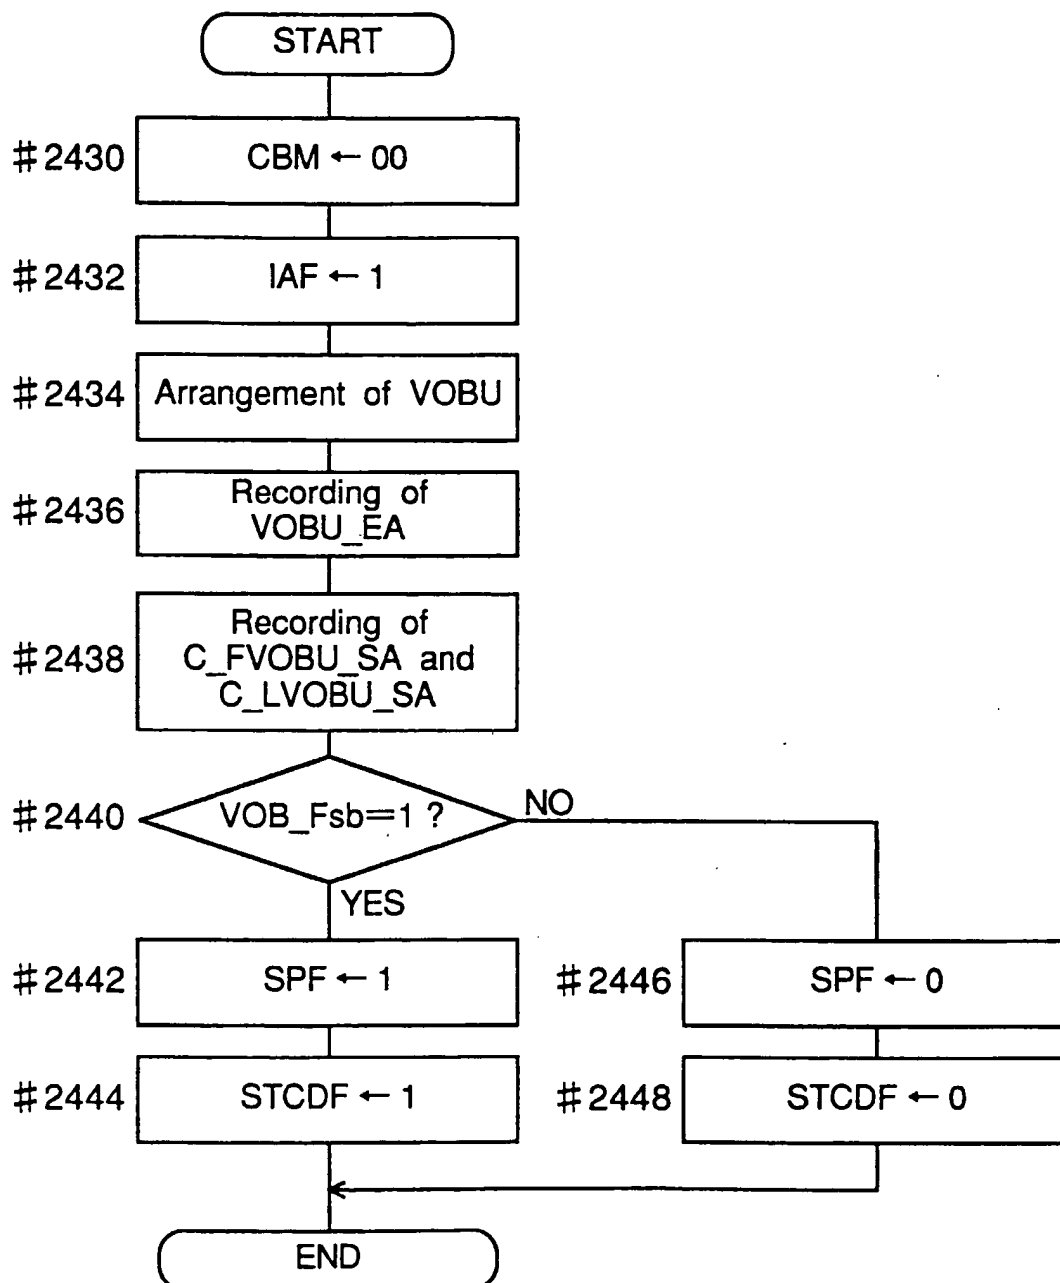 START
#2430 CBM ← 00
#2432 IAF ← 1
#2434 Arrangement of VOBU
#2436 Recording of
VOBU_EA
#2438 Recording of
C_FVOBU_SA and
C_LVOBU_SA
#2440 VOB_Fsb=1 ? NO
YES
#2442 SPF ← 1 #2446 SPF ← 0
#2444 STCDF ← 1 #2448 STCDF ← 0
END